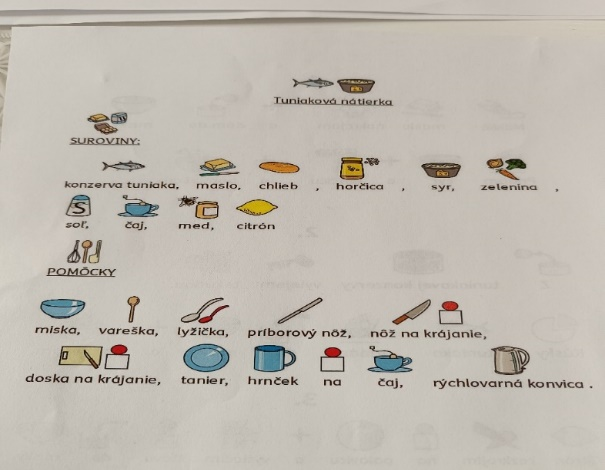 Tuniaková nátierka
SUROVINY:
konzerva tuniaka, maslo, chlieb , horčica , syr, zelenina ,
soľ, čaj, med, citrón
POMÔCKY
miska, vareška, lyžička, príborový nôž, nôž na krájanie,
doska na krájanie, tanier, hrnček na čaj, rýchlovarná konvica .